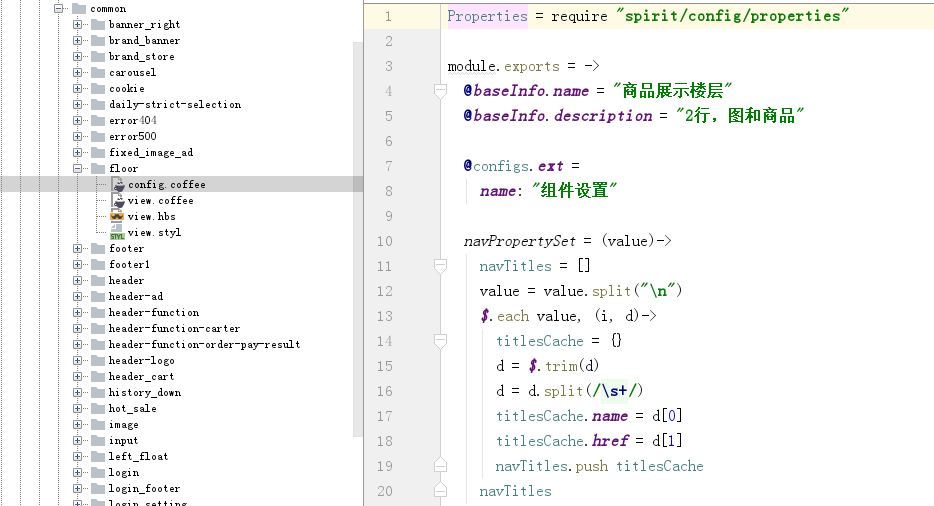 common
banner_right
brand_banner
brand_store
carousel
cookie
daily-strict-selection
error404
error500
fixed_image_ad
floor
config.coffee
view.coffee
view.hbs
STYL
view.styl
footer
footer1
header
header-ad
header-function
header-function-carter
header-function-order-pay-result
header-logo
header_cart
history_down
hot_sale
image
input
left_float
login
login_footer
login_setting
1 Properties = require "spirit/config/properties"
2
3 module.exports = ->
4 @baseInfo.name = "商品展示楼层"
5 @baseInfo.description = "2行，图和商品"
6
7 @configs.ext =
8 name: "组件设置"
9
10 navPropertySet = (value)->
11 navTitles = []
12 value = value.split("\n")
13 $.each value, (i, d)->
14 titlesCache = {}
15 d = $.trim(d)
16 d = d.split(/\s+/)
17 titlesCache.name = d[0]
18 titlesCache.href = d[1]
19 navTitles.push titlesCache
20 navTitles